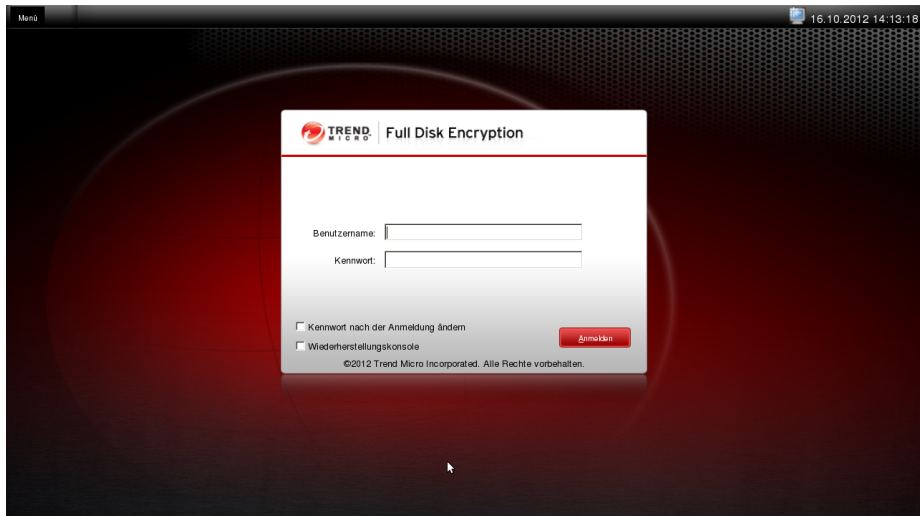 Menü
16.10.2012 14:13:18
TREND MICRO Full Disk Encryption
Benutzername:
Kennwort:
Kennwort nach der Anmeldung ändern
Wiederherstellungskonsole
Anmelden
©2012 Trend Micro Incorporated. Alle Rechte vorbehalten.